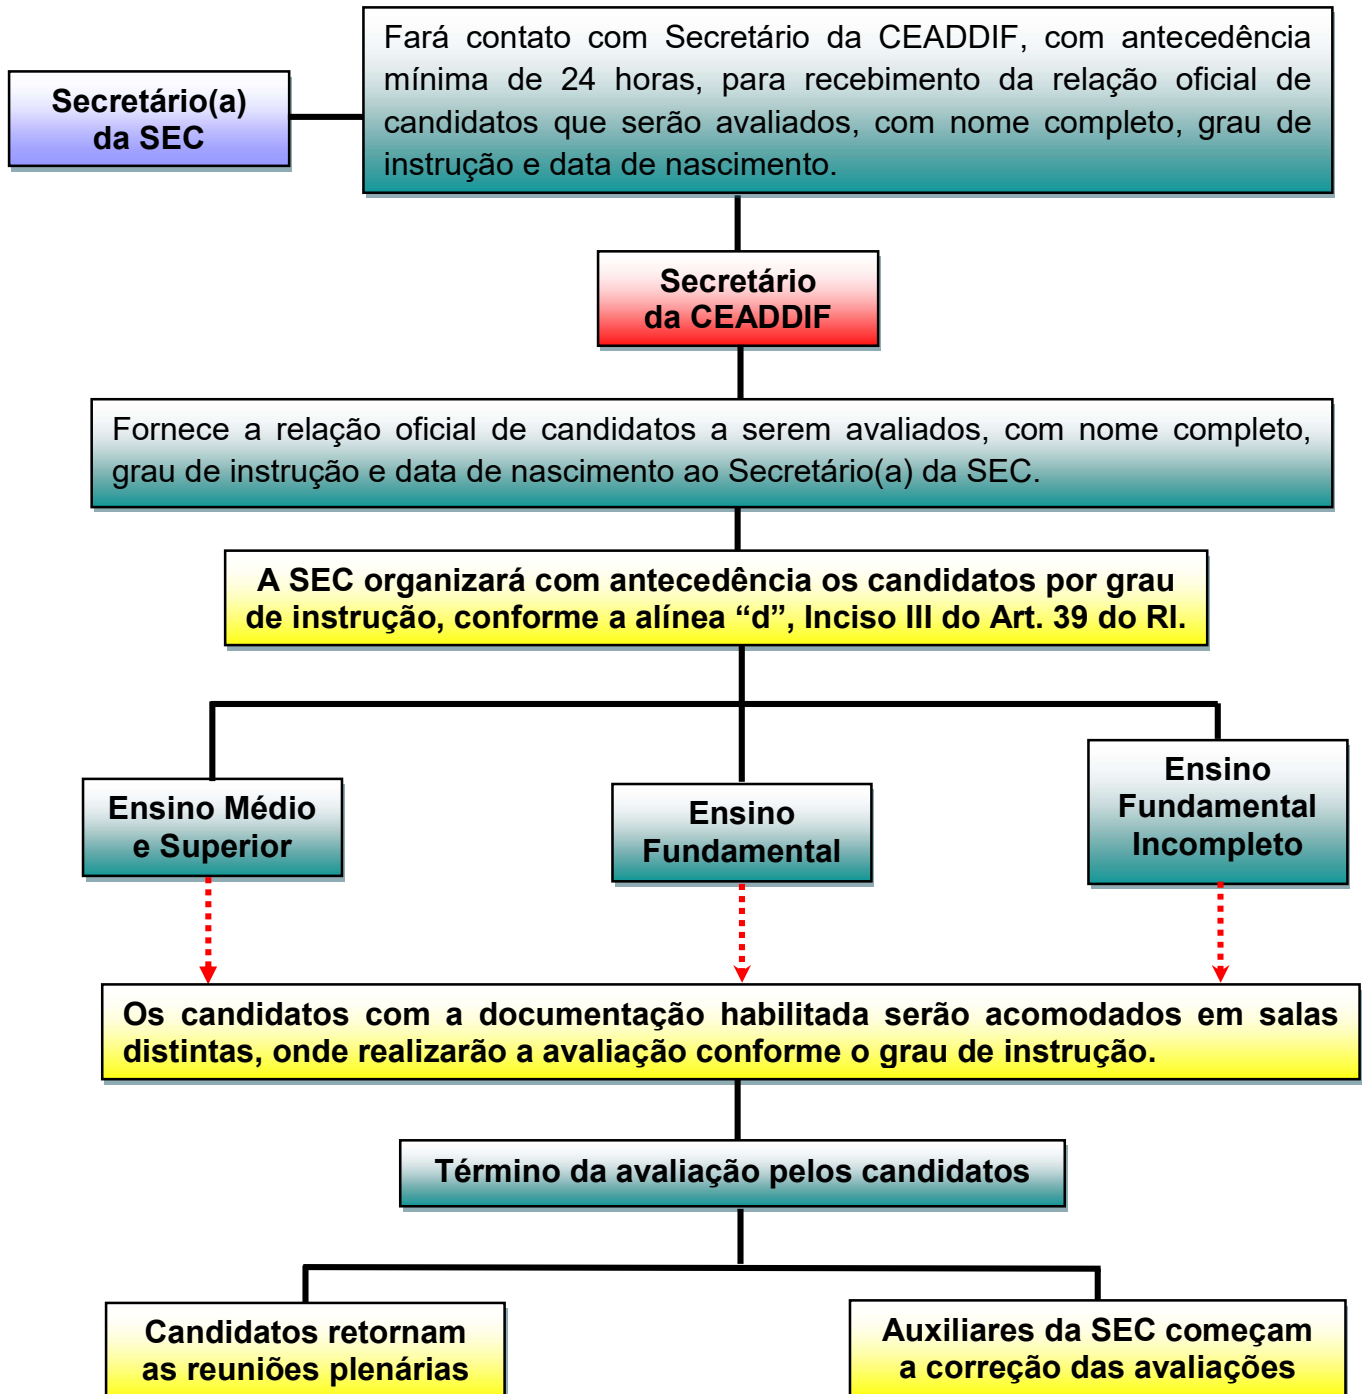 Fará contato com Secretário da CEADDIF, com antecedência
mínima de 24 horas, para recebimento da relação oficial de
candidatos que serão avaliados, com nome completo, grau de
instrução e data de nascimento.
Secretário(a)
da SEC
Secretário
da CEADDIF
Fornece a relação oficial de candidatos a serem avaliados, com nome completo,
grau de instrução e data de nascimento ao Secretário(a) da SEC.
A SEC organizará com antecedência os candidatos por grau
de instrução, conforme a alínea “d”, Inciso III do Art. 39 do RI.
Ensino Médio
e Superior
Ensino
Fundamental
Ensino
Fundamental
Incompleto
Os candidatos com a documentação habilitada serão acomodados em salas
distintas, onde realizarão a avaliação conforme o grau de instrução.
Término da avaliação pelos candidatos
Candidatos retornam
as reuniões plenárias
Auxiliares da SEC começam
a correção das avaliações